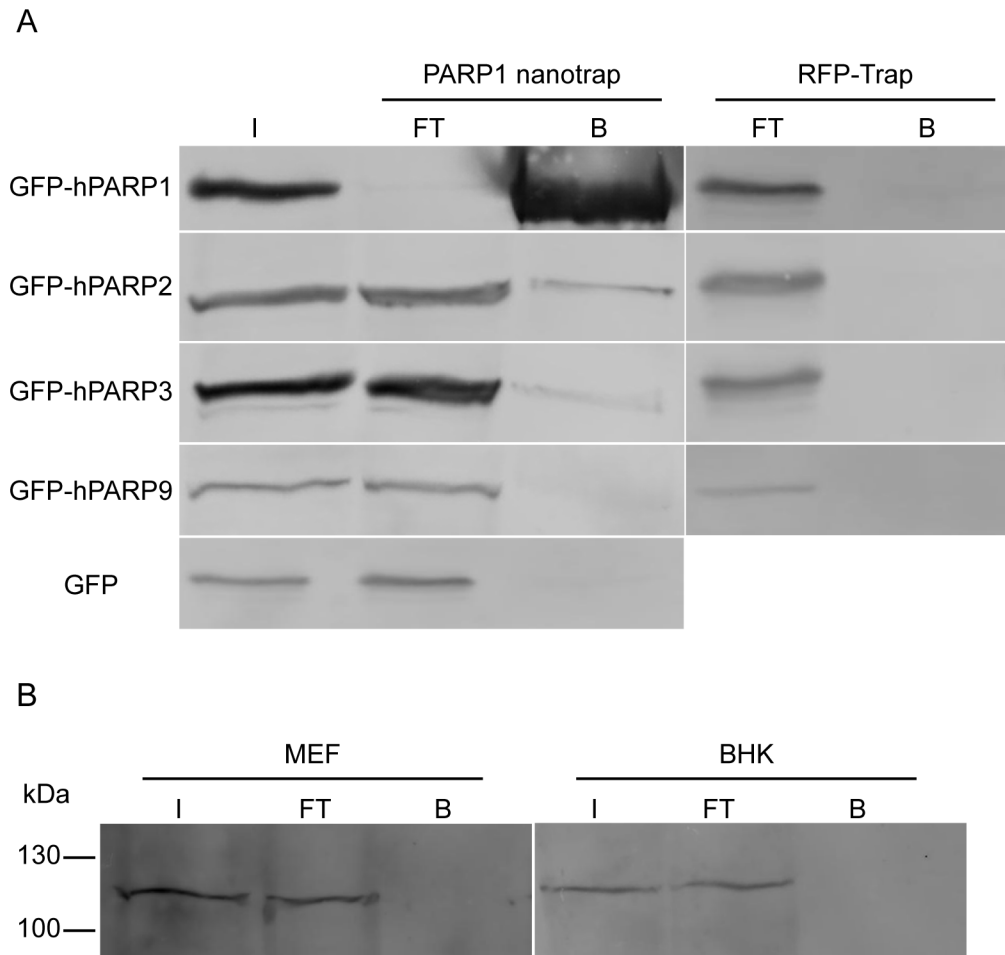 A
PARP1 nanotrap RFP-Trap
I FT B FT B
GFP-hPARP1
GFP-hPARP2
GFP-hPARP3
GFP-hPARP9
GFP
B
MEF BHK
kDa I FT B I FT B
130
100